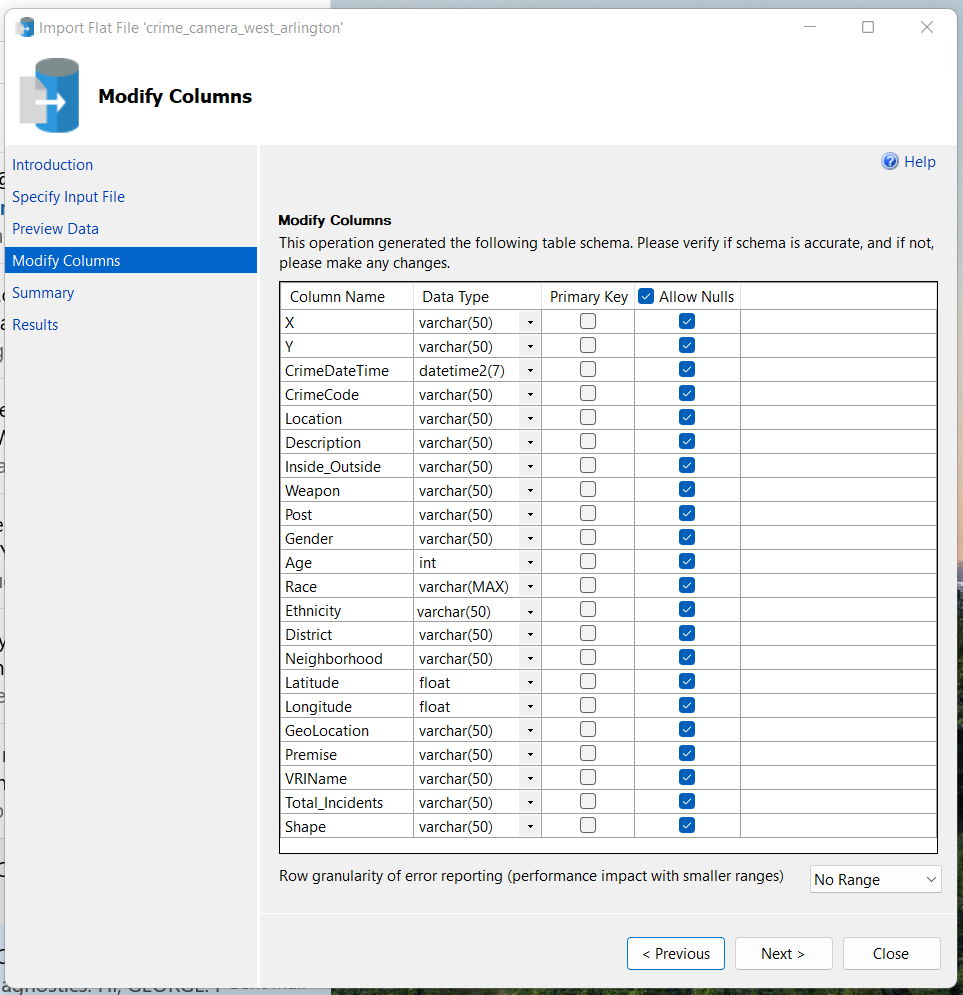 Import Flat File 'crime_camera_west_arlington'
Modify Columns
Introduction
Specify Input File
Preview Data
Modify Columns
Summary
Results
Help
Modify Columns
This operation generated the following table schema. Please verify if schema is accurate, and if not,
please make any changes.
Column Name Data Type Primary Key Allow Nulls
X varchar(50)
Y varchar(50)
CrimeDateTime datetime2(7)
CrimeCode varchar(50)
Location varchar(50)
Description varchar(50)
Inside_Outside varchar(50)
Weapon varchar(50)
Post varchar(50)
Gender varchar(50)
Age int
Race varchar(MAX)
Ethnicity varchar(50)
District varchar(50)
Neighborhood varchar(50)
Latitude float
Longitude float
GeoLocation varchar(50)
Premise varchar(50)
VRIName varchar(50)
Total_Incidents varchar(50)
Shape varchar(50)
Row granularity of error reporting (performance impact with smaller ranges) No Range
< Previous Next > Close